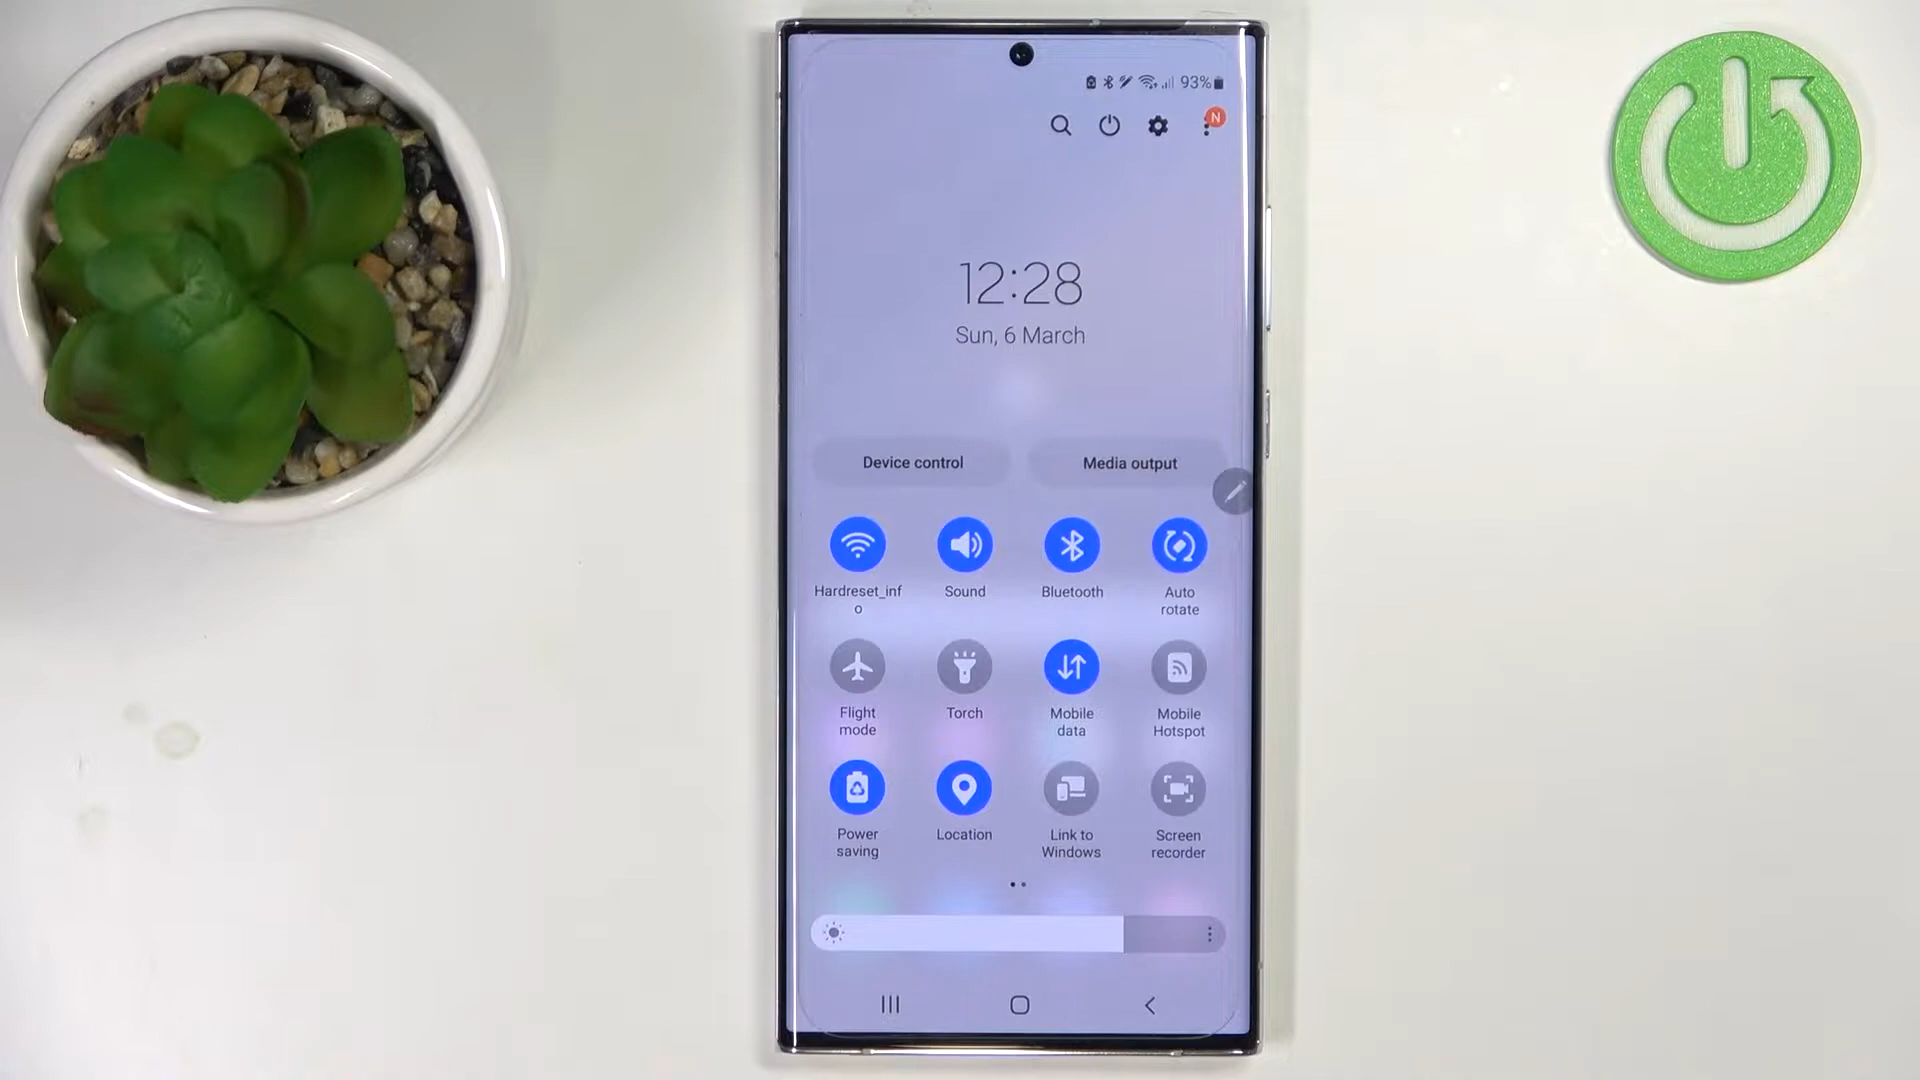 93%
N
12:28
Sun, 6 March
Device control Media output
Hardreset_inf
o
Sound
Bluetooth
Auto
rotate
Flight
mode
Torch
Mobile
data
Mobile
Hotspot
Power
saving
Location
Link to
Windows
Screen
recorder